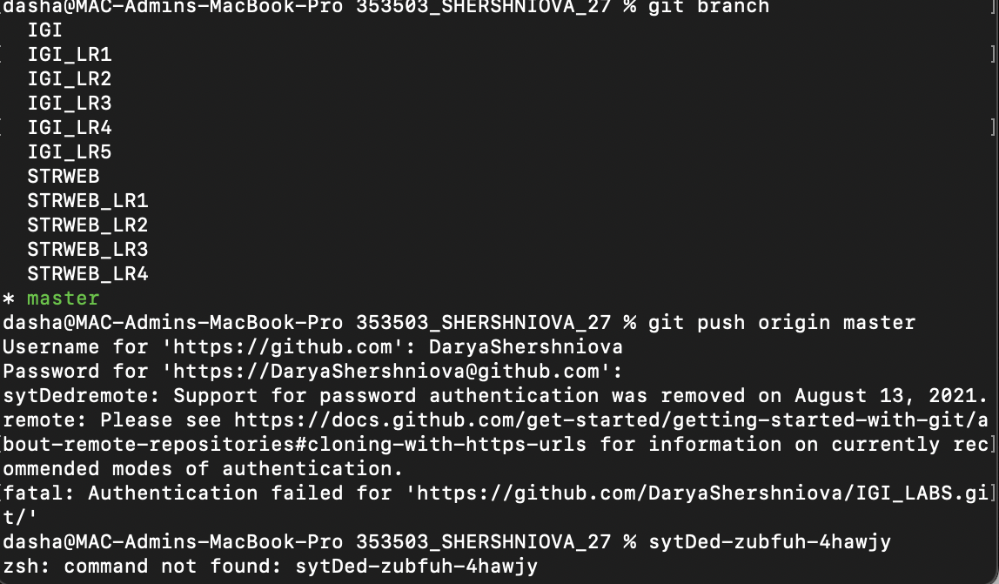 dasha@MAC-Admins-MacBook-Pro 353503_SHERSHNIOVA_27 % git branch
IGI
IGI_LR1
IGI_LR2
IGI_LR3
IGI_LR4
IGI_LR5
STRWEB
STRWEB_LR1
STRWEB_LR2
STRWEB_LR3
STRWEB_LR4
* master
dasha@MAC-Admins-MacBook-Pro 353503_SHERSHNIOVA_27 % git push origin master
Username for 'https://github.com': DaryaShershniova
Password for 'https://DaryaShershniova@github.com':
sytDedremote: Support for password authentication was removed on August 13, 2021.
remote: Please see https://docs.github.com/get-started/getting-started-with-git/a
bout-remote-repositories#cloning-with-https-urls for information on currently rec
ommended modes of authentication.
fatal: Authentication failed for 'https://github.com/DaryaShershniova/IGI_LABS.gi
t/'
dasha@MAC-Admins-MacBook-Pro 353503_SHERSHNIOVA_27 % sytDed-zubfuh-4hawjy
zsh: command not found: sytDed-zubfuh-4hawjy